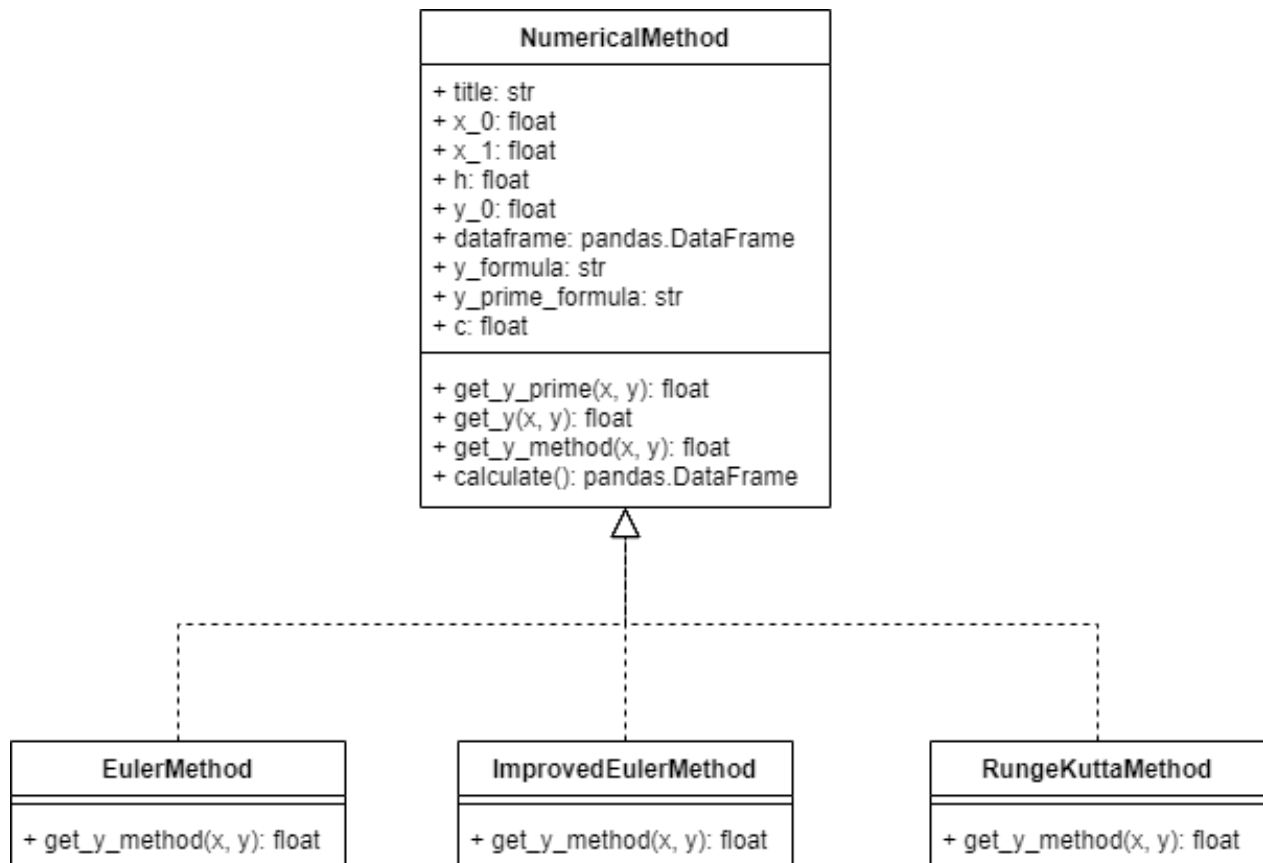 NumericalMethod
+ title: str
+ x_0: float
+ x_1: float
+ h: float
+ y_0: float
+ dataframe: pandas.DataFrame
+ y_formula: str
+ y_prime_formula: str
+ c: float
+ get_y_prime(x, y): float
+ get_y(x, y): float
+ get_y_method(x, y): float
+ calculate(): pandas.DataFrame
EulerMethod
+ get_y_method(x, y): float
ImprovedEulerMethod
+ get_y_method(x, y): float
RungeKuttaMethod
+ get_y_method(x, y): float